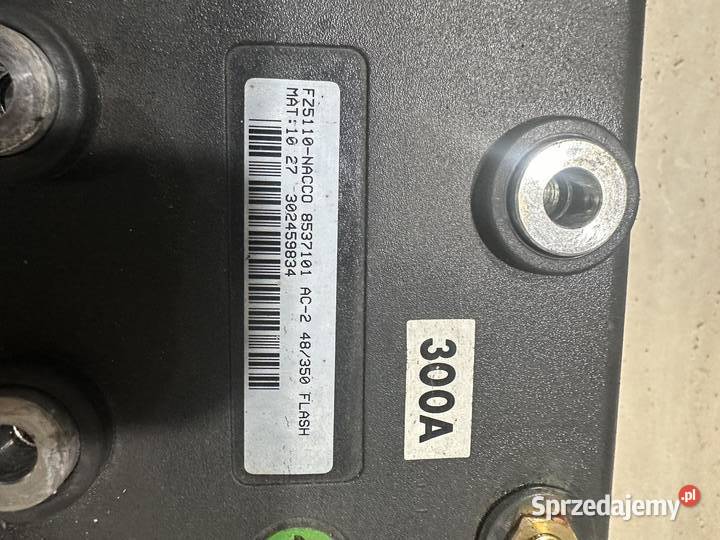 FZ5110-NACCO 8537101 AC-2 48/350 FLASH
MAT:10 27 302459834
300A
Sprzedajemy.pl